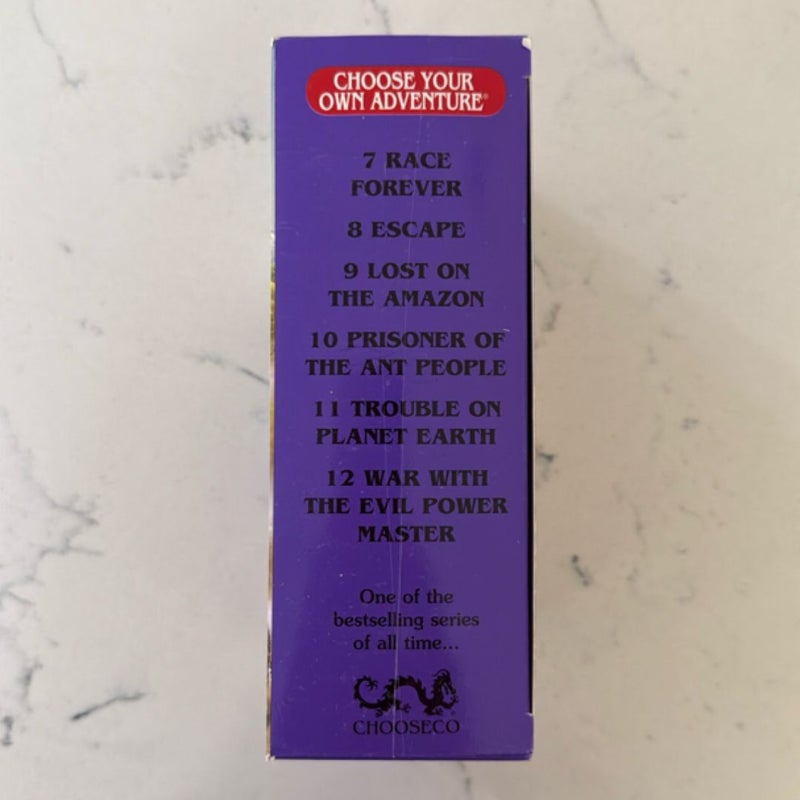 CHOOSE YOUR
OWN ADVENTURE®
7 RACE
FOREVER
8 ESCAPE
9 LOST ON
THE AMAZON
10 PRISONER OF
THE ANT PEOPLE
11 TROUBLE ON
PLANET EARTH
12 WAR WITH
THE EVIL POWER
MASTER
One of the
bestselling series
of all time...
CHOOSECO